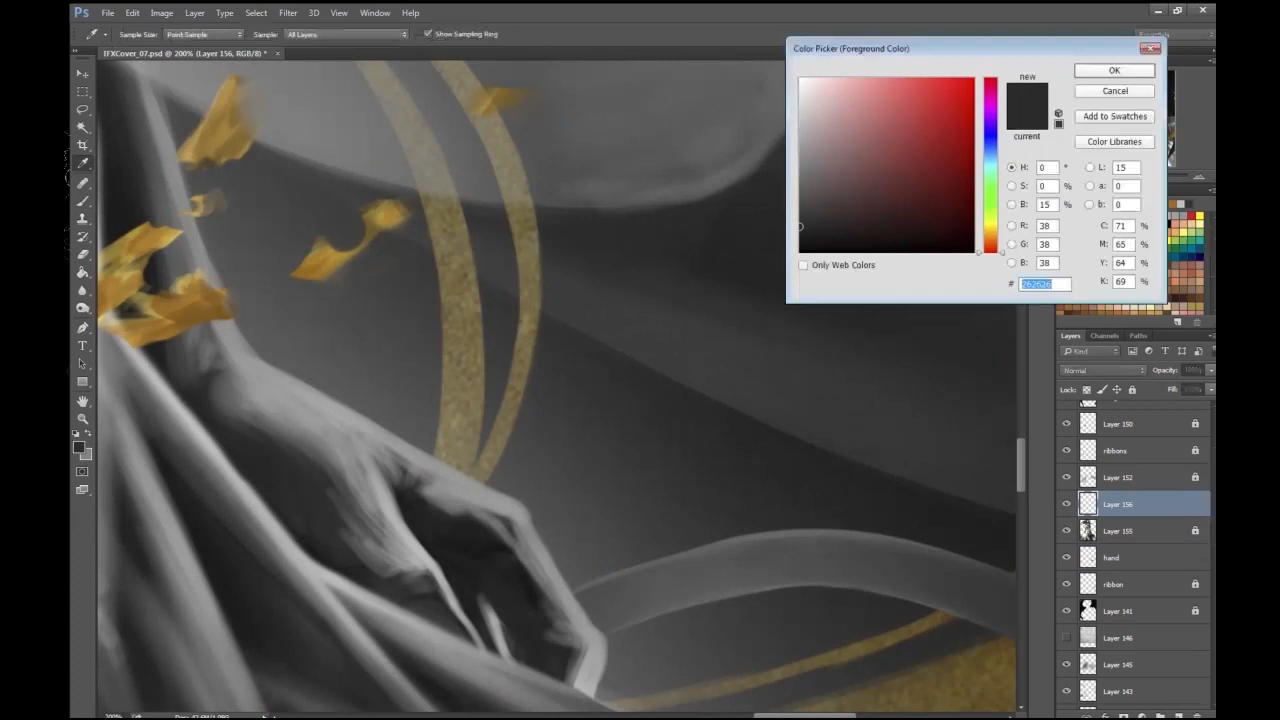 Ps File Edit Image Layer Type Select Filter 3D View Window Help
Sample Size: Point Sample Sample: All Layers Show Sampling Ring
IFXCover_07.psd @ 200% (Layer 156, RGB/8) *
Color Picker (Foreground Color)
new
current
OK
Cancel
Add to Swatches
Color Libraries
H: 0 °
S: 0 %
B: 15 %
R: 38
G: 38
B: 38
L: 15
a: 0
b: 0
C: 71 %
M: 65 %
Y: 64 %
K: 69 %
Only Web Colors
# 262626
Layers Channels Paths
Kind
Normal Opacity: 100%
Lock: Fill:
Layer 150
ribbons
Layer 152
Layer 156
Layer 155
hand
ribbon
Layer 141
Layer 146
Layer 145
Layer 143